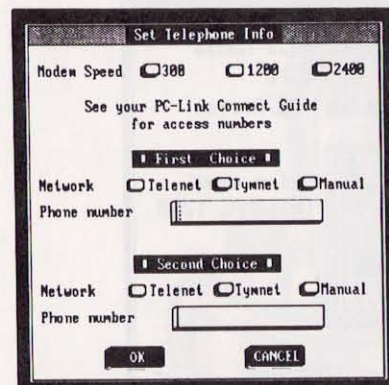 Set Telephone Info
Modem Speed 300 1200 2400
See your PC-Link Connect Guide
for access numbers
First Choice
Network Telenet Tymnet Manual
Phone number
Second Choice
Network Telenet Tymnet Manual
Phone number
OK CANCEL